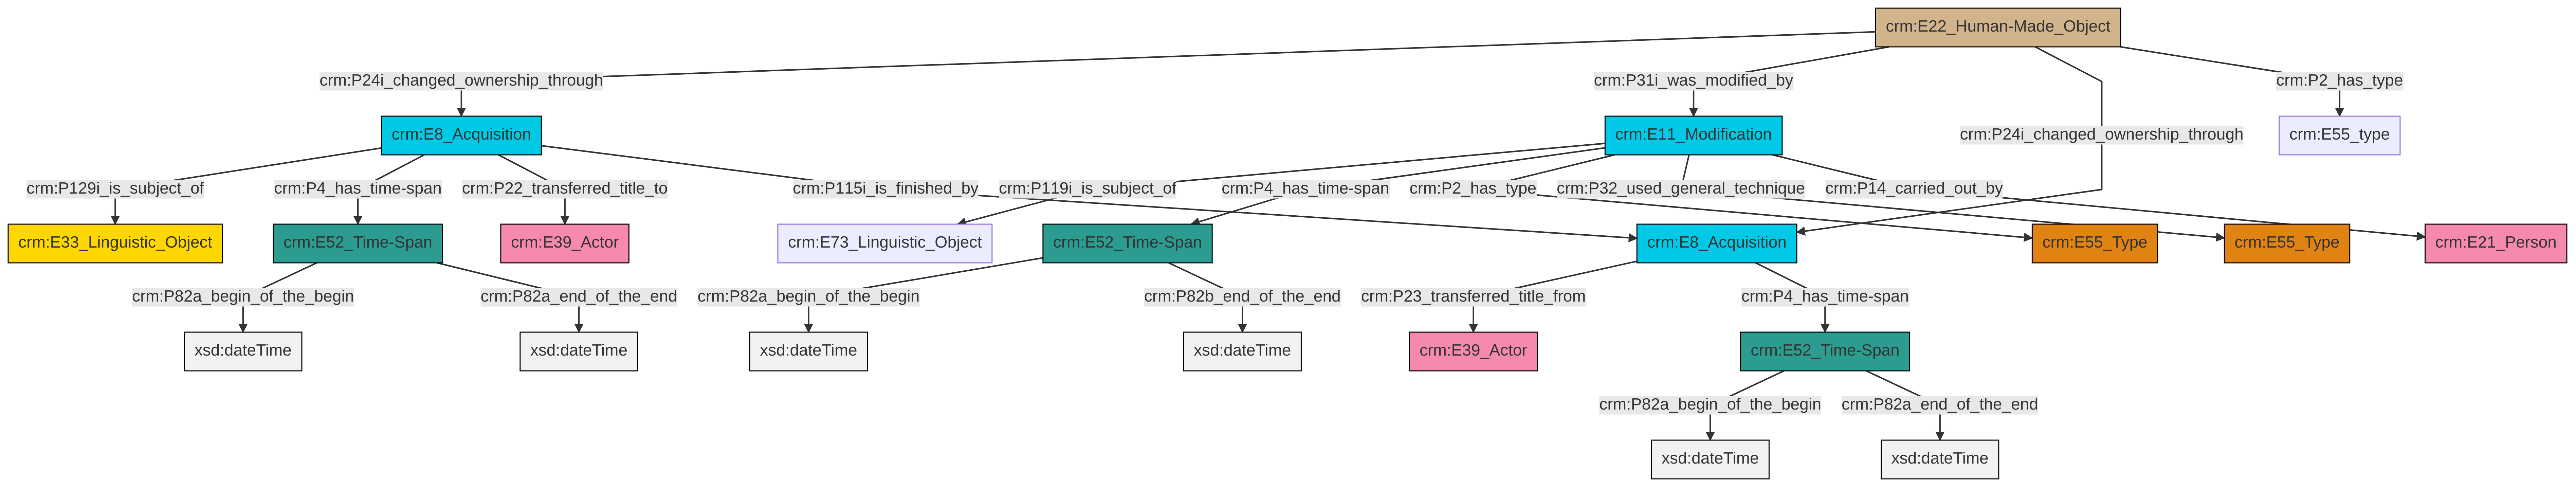 crm:E22_Human-Made_Object
crm:P24i_changed_ownership_through
crm:P31i_was_modified_by
crm:P2_has_type
crm:E8_Acquisition
crm:E11_Modification
crm:P24i_changed_ownership_through
crm:E55_type
crm:P129i_is_subject_of
crm:P4_has_time-span
crm:P22_transferred_title_to
crm:P115i_is_finished_by
crm:P119i_is_subject_of
crm:P4_has_time-span
crm:P2_has_type
crm:P32_used_general_technique
crm:P14_carried_out_by
crm:E33_Linguistic_Object
crm:E52_Time-Span
crm:E39_Actor
crm:E73_Linguistic_Object
crm:E52_Time-Span
crm:E8_Acquisition
crm:E55_Type
crm:E55_Type
crm:E21_Person
crm:P82a_begin_of_the_begin
crm:P82a_end_of_the_end
crm:P82a_begin_of_the_begin
crm:P82b_end_of_the_end
crm:P23_transferred_title_from
crm:P4_has_time-span
xsd:dateTime
xsd:dateTime
xsd:dateTime
xsd:dateTime
crm:E39_Actor
crm:E52_Time-Span
crm:P82a_begin_of_the_begin
crm:P82a_end_of_the_end
xsd:dateTime
xsd:dateTime